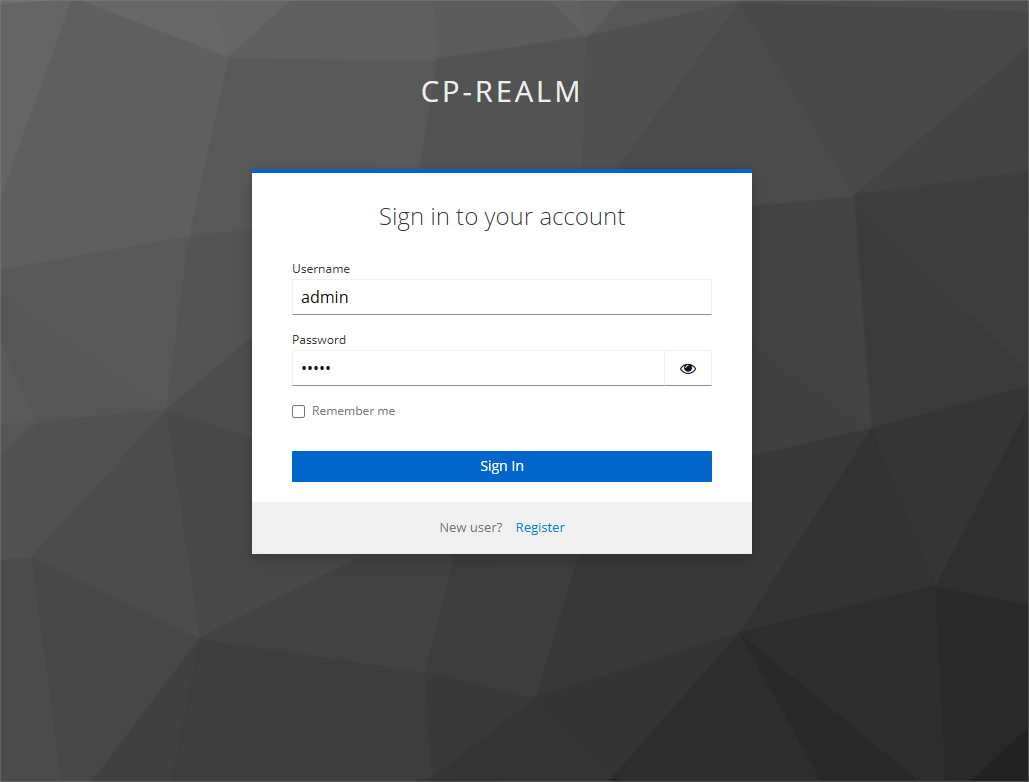 CP-REALM
Sign in to your account
Username
admin
Password
•••••
Remember me
Sign In
New user? Register